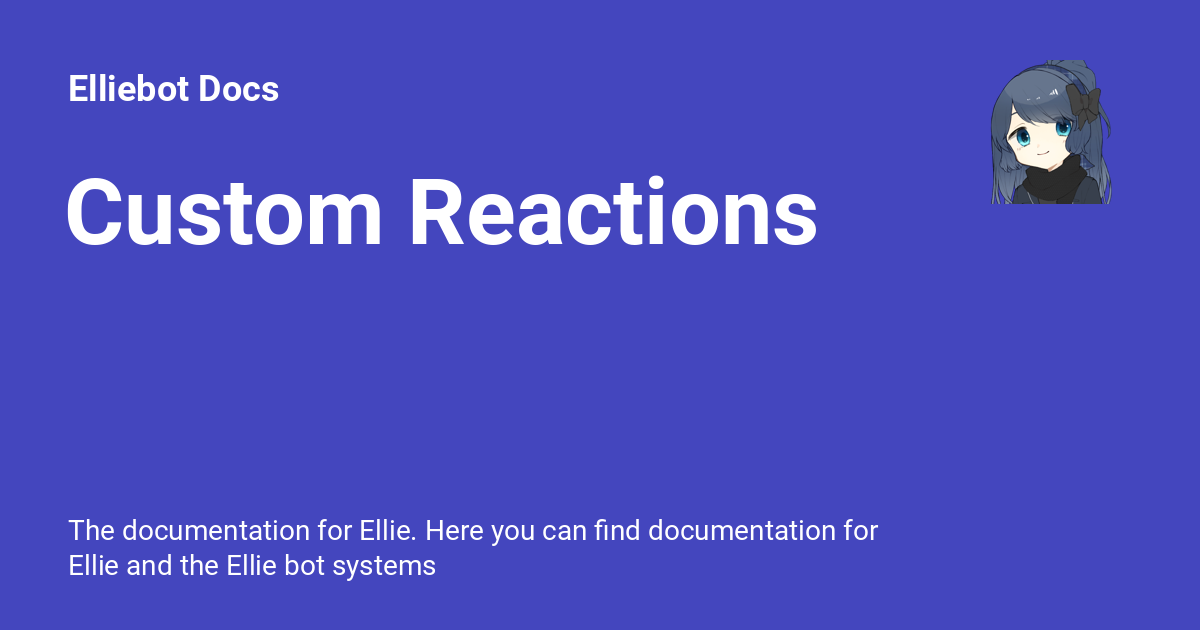 Elliebot Docs
Custom Reactions
The documentation for Ellie. Here you can find documentation for
Ellie and the Ellie bot systems